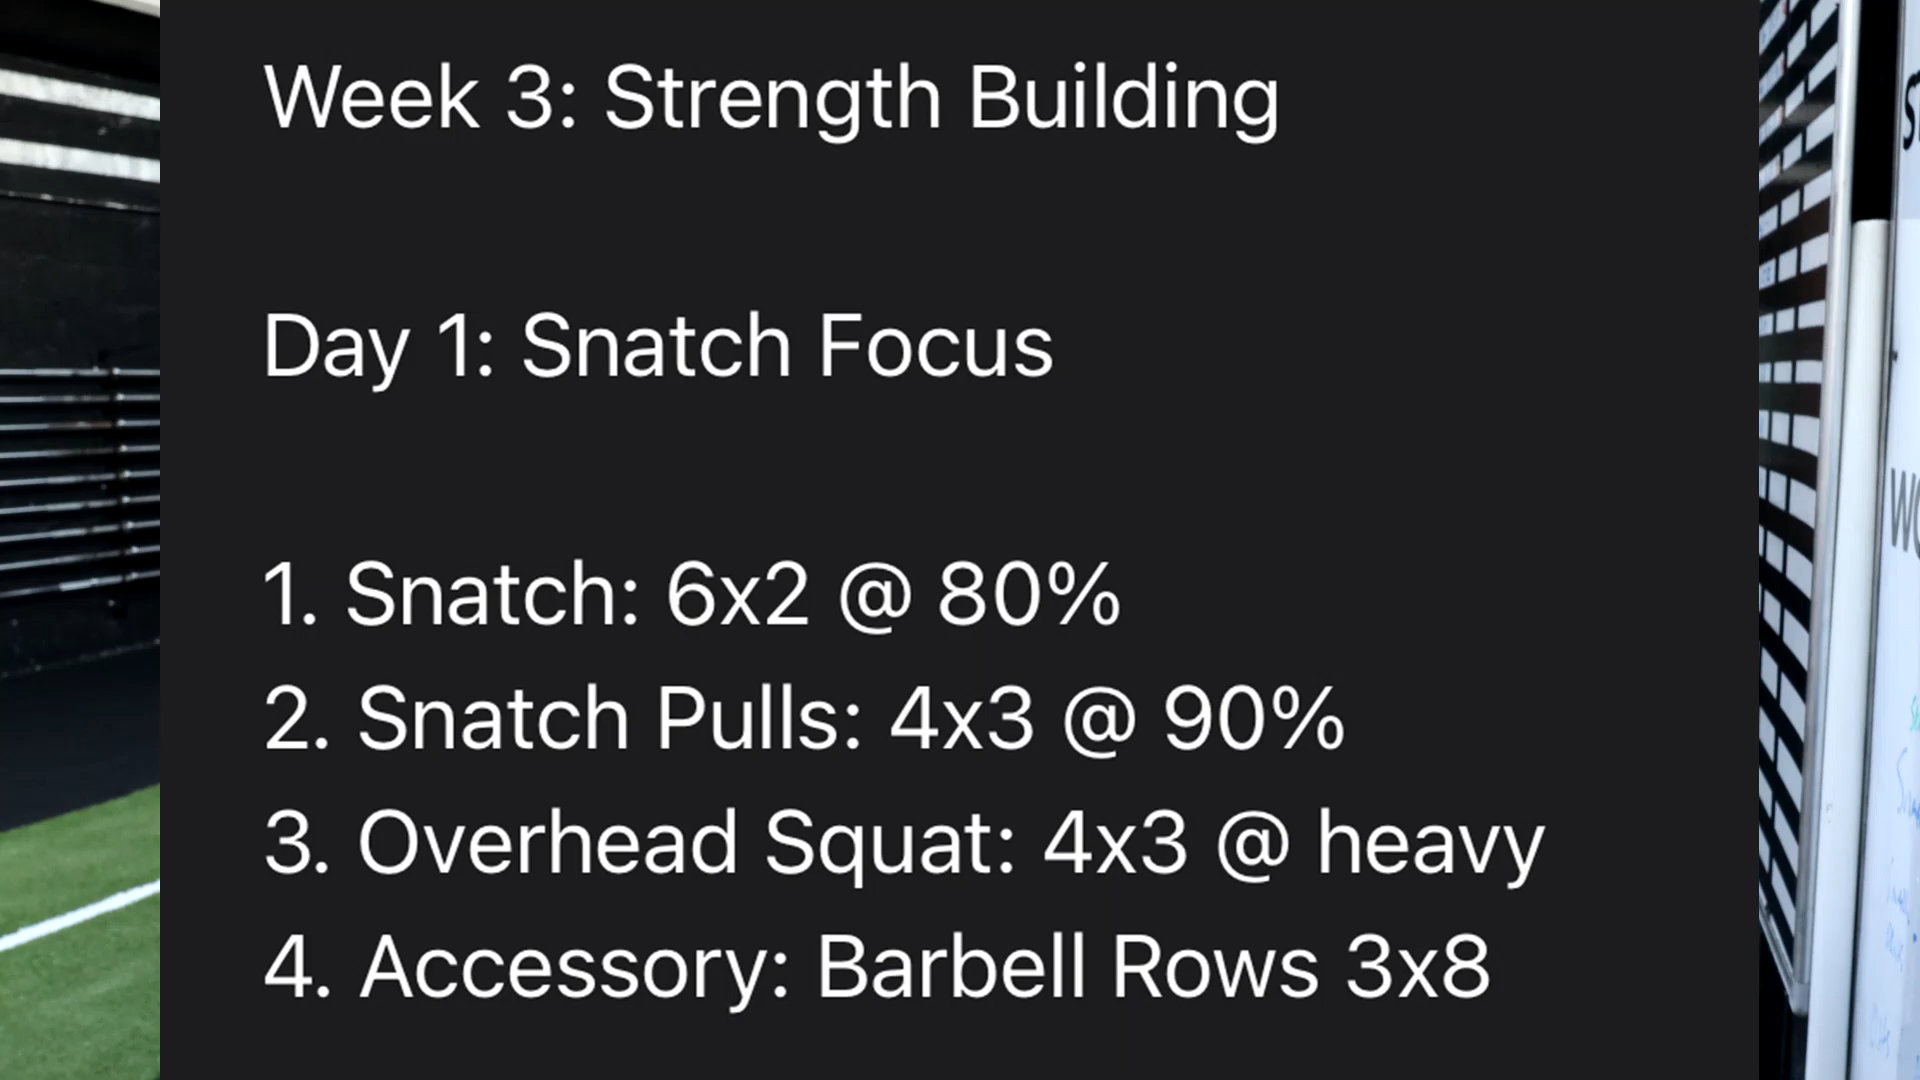 Week 3: Strength Building
Day 1: Snatch Focus
1. Snatch: 6x2 @ 80%
2. Snatch Pulls: 4x3 @ 90%
3. Overhead Squat: 4x3 @ heavy
4. Accessory: Barbell Rows 3x8